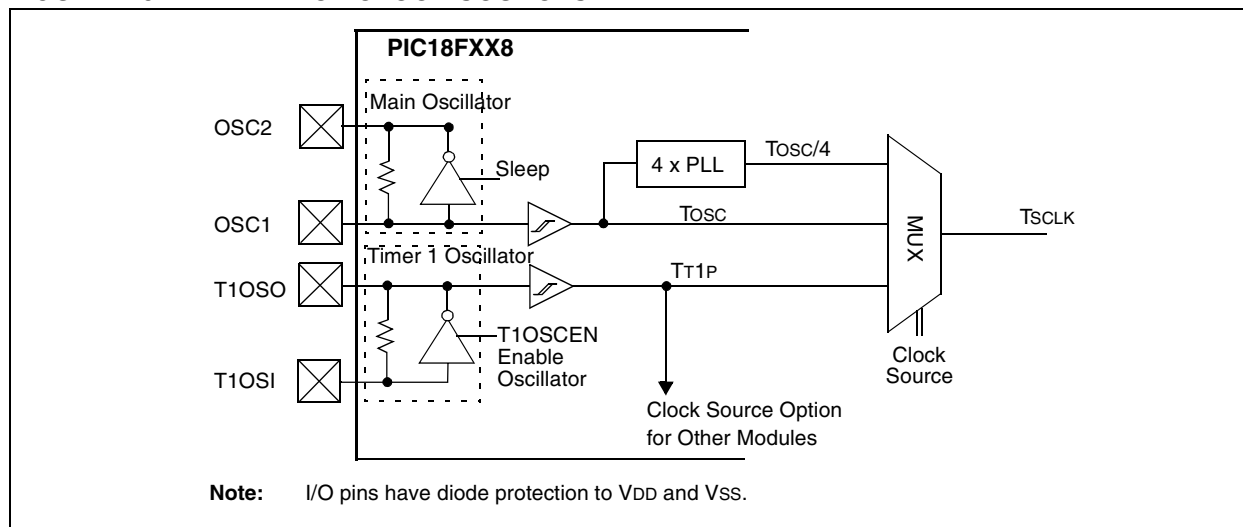 PIC18FXX8
Main Oscillator
OSC2
Sleep
TOSC/4
4 x PLL
OSC1
TOSC
MUX
TSCLK
Timer 1 Oscillator
T1OSO
TT1P
T1OSCEN
Enable
Oscillator
T1OSI
Clock
Source
Clock Source Option
for Other Modules
Note: I/O pins have diode protection to VDD and VSS.